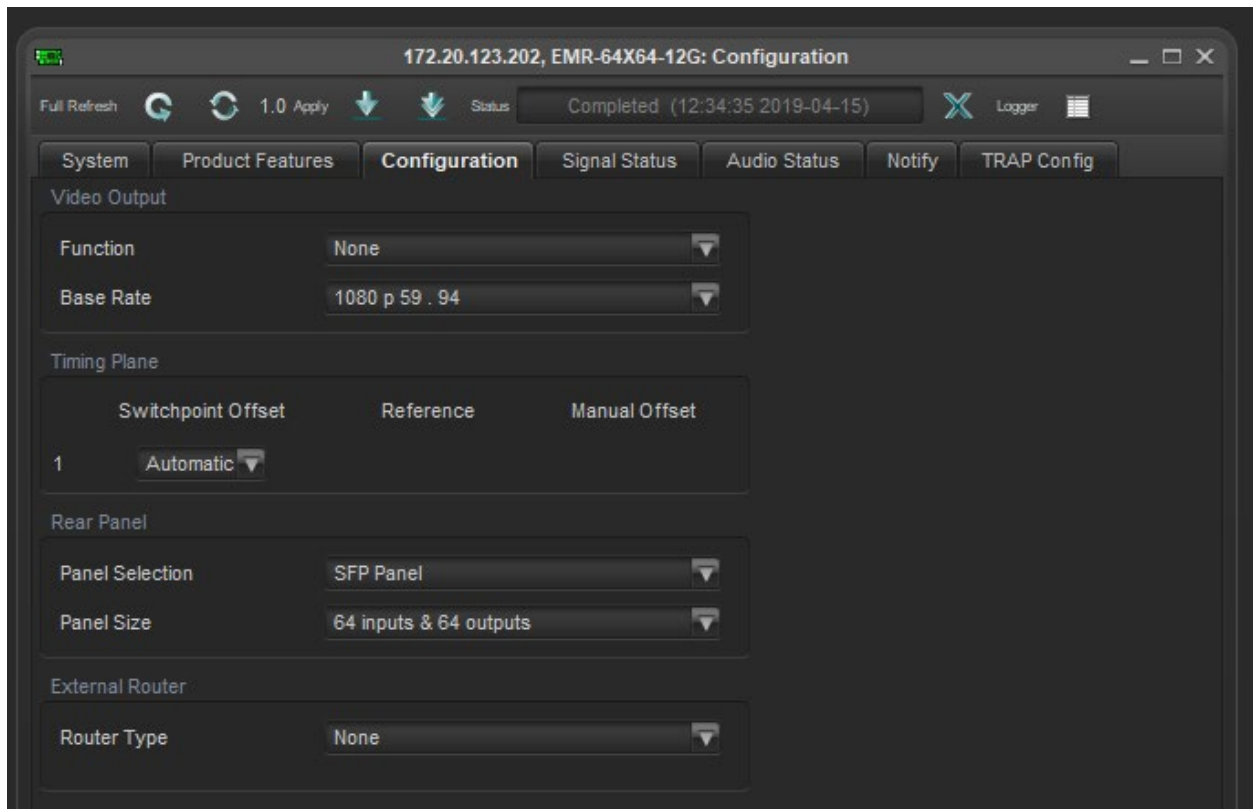 172.20.123.202, EMR-64X64-12G: Configuration
Full Refresh 1.0 Apply Status Completed (12:34:35 2019-04-15) Logger
System Product Features Configuration Signal Status Audio Status Notify TRAP Config
Video Output
Function None
Base Rate 1080 p 59 . 94
Timing Plane
Switchpoint Offset Reference Manual Offset
1 Automatic
Rear Panel
Panel Selection SFP Panel
Panel Size 64 inputs & 64 outputs
External Router
Router Type None